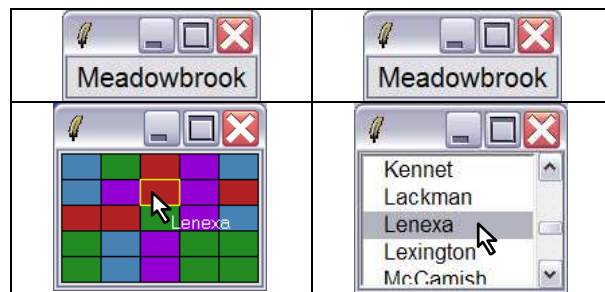 Meadowbrook
Meadowbrook
Lenexa
Kennet
Lackman
Lenexa
Lexington
McCamish